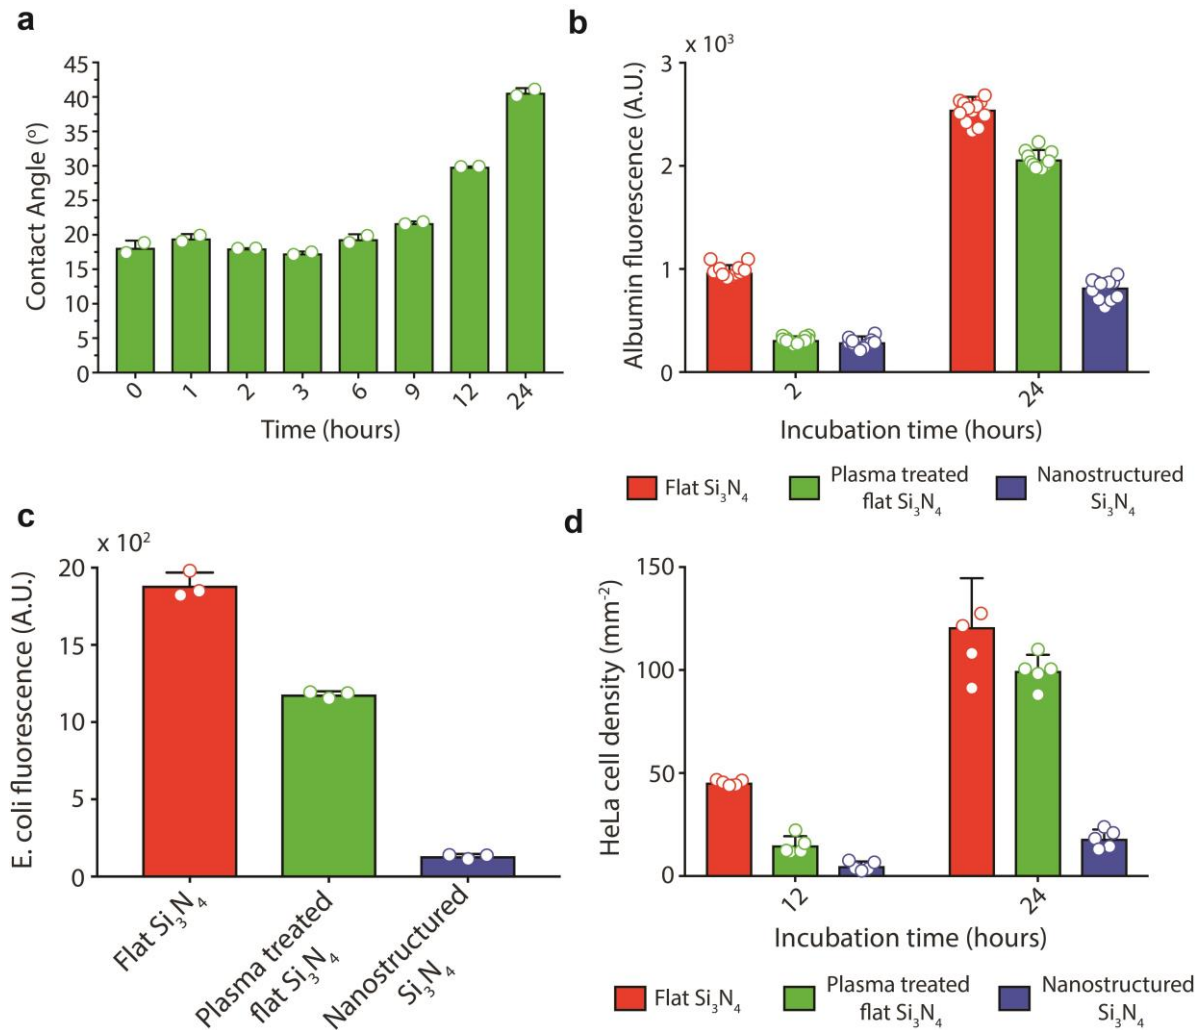 a
Contact Angle (º)
45
40
35
30
25
20
15
10
5
0
0 1 2 3 6 9 12 24
Time (hours)
b
x 10³
Albumin fluorescence (A.U.)
3
2
1
0
2 24
Incubation time (hours)
Flat Si₃N₄
Plasma treated
flat Si₃N₄
Nanostructured
Si₃N₄
c
x 10²
E. coli fluorescence (A.U.)
20
15
10
5
0
Flat Si₃N₄
Plasma treated
flat Si₃N₄
Nanostructured
Si₃N₄
d
HeLa cell density (mm⁻²)
150
100
50
0
12 24
Incubation time (hours)
Flat Si₃N₄
Plasma treated
flat Si₃N₄
Nanostructured
Si₃N₄